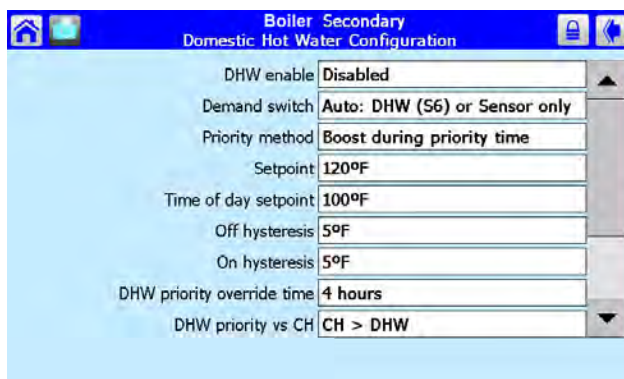 Boiler Secondary
Domestic Hot Water Configuration
DHW enable Disabled
Demand switch Auto: DHW (S6) or Sensor only
Priority method Boost during priority time
Setpoint 120ºF
Time of day setpoint 100ºF
Off hysteresis 5ºF
On hysteresis 5ºF
DHW priority override time 4 hours
DHW priority vs CH CH > DHW